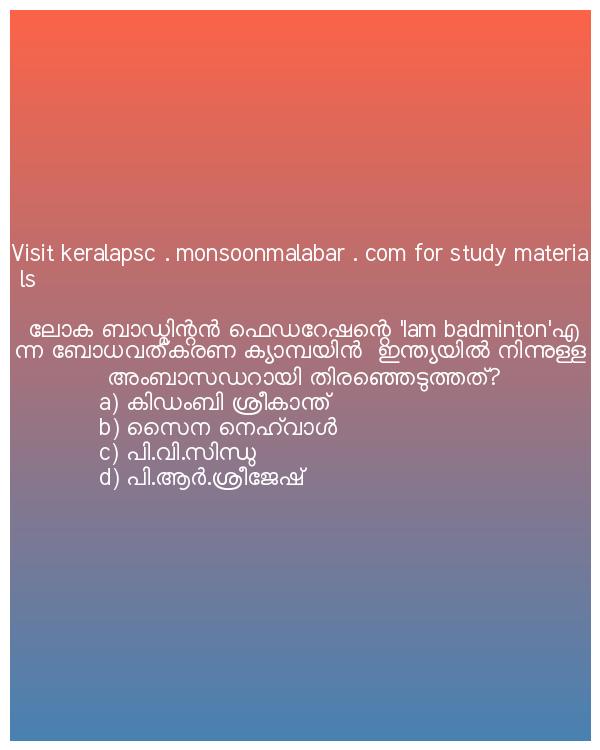 Visit keralapsc . monsoonmalabar . com for study materia
ls
ലോക ബാഡ്മിന്റൻ ഫെഡറേഷന്റെ 'Iam badminton'എ
ന്ന ബോധവത്കരണ ക്യാമ്പയിൻ ഇന്ത്യയിൽ നിന്നുള്ള
അംബാസഡറായി തിരഞ്ഞെടുത്തത്?
a) കിഡംബി ശ്രീകാന്ത്
b) സൈന നെഹ്‌വാൾ
c) പി.വി.സിന്ധു
d) പി.ആർ.ശ്രീജേഷ്